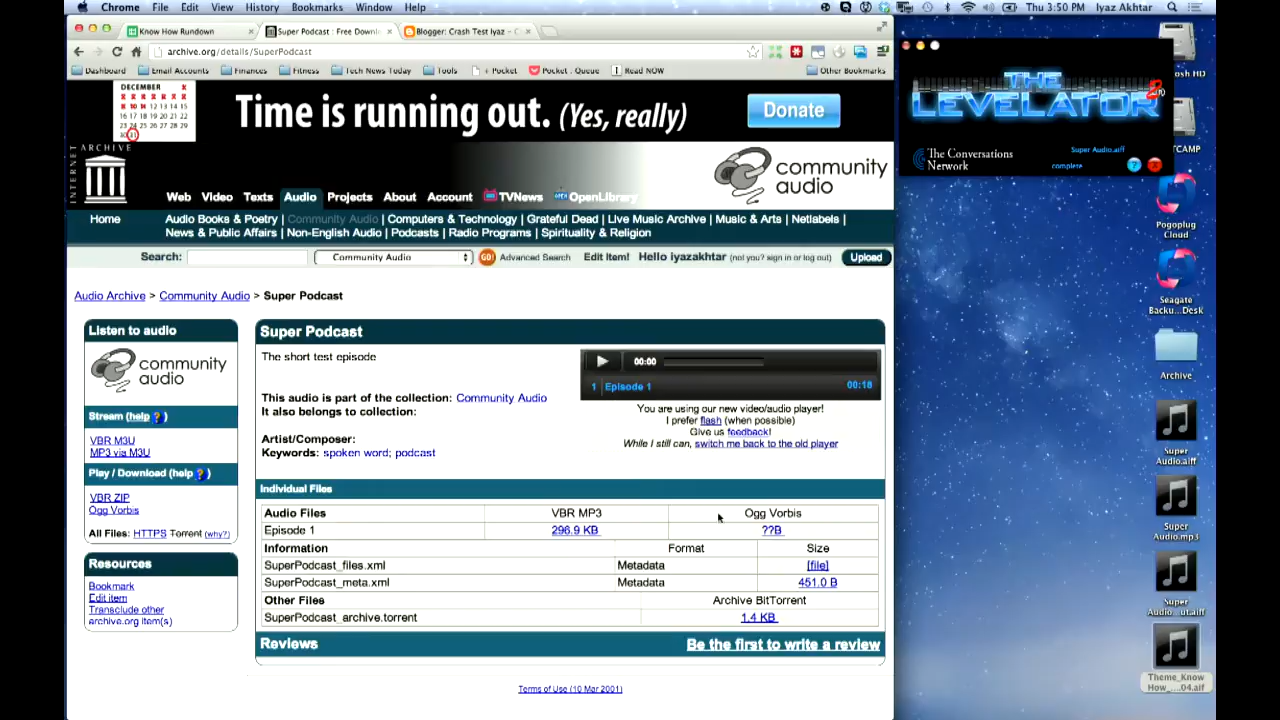 Chrome File Edit View History Bookmarks Window Help
Thu 3:50 PM Iyaz Akhtar
Know How Rundown
Super Podcast : Free Downl
Blogger: Crash Test Iyaz - C
archive.org/details/SuperPodcast
Dashboard Email Accounts Finances Fitness Tech News Today Tools + Pocket Pocket : Queue Read NOW Other Bookmarks
DECEMBER
Time is running out. (Yes, really)
Donate
INTERNET ARCHIVE
community audio
Web Video Texts Audio Projects About Account TVNews OpenLibrary
Home
Audio Books & Poetry | Community Audio | Computers & Technology | Grateful Dead | Live Music Archive | Music & Arts | Netlabels |
News & Public Affairs | Non-English Audio | Podcasts | Radio Programs | Spirituality & Religion
Search: Community Audio GO! Advanced Search Edit Item! Hello iyazakhtar (not you? sign in or log out) Upload
Audio Archive > Community Audio > Super Podcast
Listen to audio
community audio
Stream (help ?)
VBR M3U
MP3 via M3U
Play / Download (help ?)
VBR ZIP
Ogg Vorbis
All Files: HTTPS Torrent (why?)
Resources
Bookmark
Edit item
Transclude other
archive.org item(s)
Super Podcast
The short test episode
This audio is part of the collection: Community Audio
It also belongs to collection:
Artist/Composer:
Keywords: spoken word; podcast
00:00
1 Episode 1 00:18
You are using our new video/audio player!
I prefer flash (when possible)
Give us feedback!
While I still can, switch me back to the old player
Individual Files
Audio Files VBR MP3 Ogg Vorbis
Episode 1 296.9 KB ??B
Information Format Size
SuperPodcast_files.xml Metadata [file]
SuperPodcast_meta.xml Metadata 451.0 B
Other Files Archive BitTorrent
SuperPodcast_archive.torrent 1.4 KB
Reviews Be the first to write a review
Terms of Use (10 Mar 2001)
THE
LEVELATOR
2
Super Audio.aiff
complete
The Conversations
Network
osh HD
TCAMP
Pogoplug
Cloud
Seagate
Backu...Desk
Archive
Super
Audio.aiff
Super
Audio.mp3
Super
Audio...ut.aiff
Theme_Know
How_...04.aif